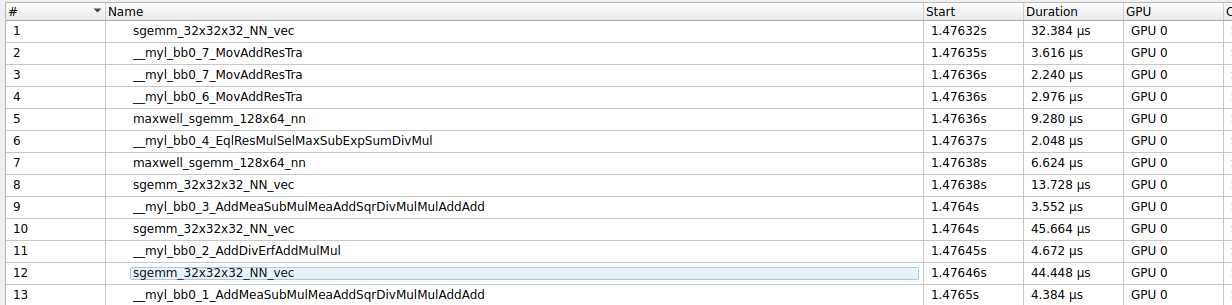 # Name Start Duration GPU C
1 sgemm_32x32x32_NN_vec 1.47632s 32.384 μs GPU 0
2 __myl_bb0_7_MovAddResTra 1.47635s 3.616 μs GPU 0
3 __myl_bb0_7_MovAddResTra 1.47636s 2.240 μs GPU 0
4 __myl_bb0_6_MovAddResTra 1.47636s 2.976 μs GPU 0
5 maxwell_sgemm_128x64_nn 1.47636s 9.280 μs GPU 0
6 __myl_bb0_4_EqlResMulSelMaxSubExpSumDivMul 1.47637s 2.048 μs GPU 0
7 maxwell_sgemm_128x64_nn 1.47638s 6.624 μs GPU 0
8 sgemm_32x32x32_NN_vec 1.47638s 13.728 μs GPU 0
9 __myl_bb0_3_AddMeaSubMulMeaAddSqrDivMulMulAddAdd 1.4764s 3.552 μs GPU 0
10 sgemm_32x32x32_NN_vec 1.4764s 45.664 μs GPU 0
11 __myl_bb0_2_AddDivErfAddMulMul 1.47645s 4.672 μs GPU 0
12 sgemm_32x32x32_NN_vec 1.47646s 44.448 μs GPU 0
13 __myl_bb0_1_AddMeaSubMulMeaAddSqrDivMulMulAddAdd 1.4765s 4.384 μs GPU 0